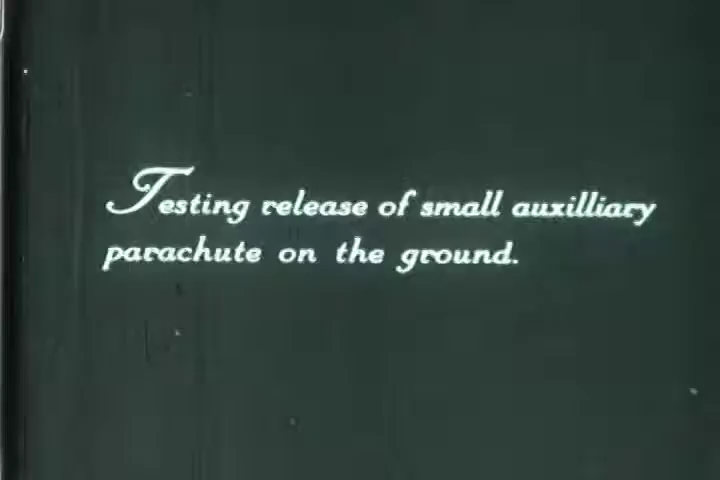 Testing release of small auxilliary
parachute on the ground.